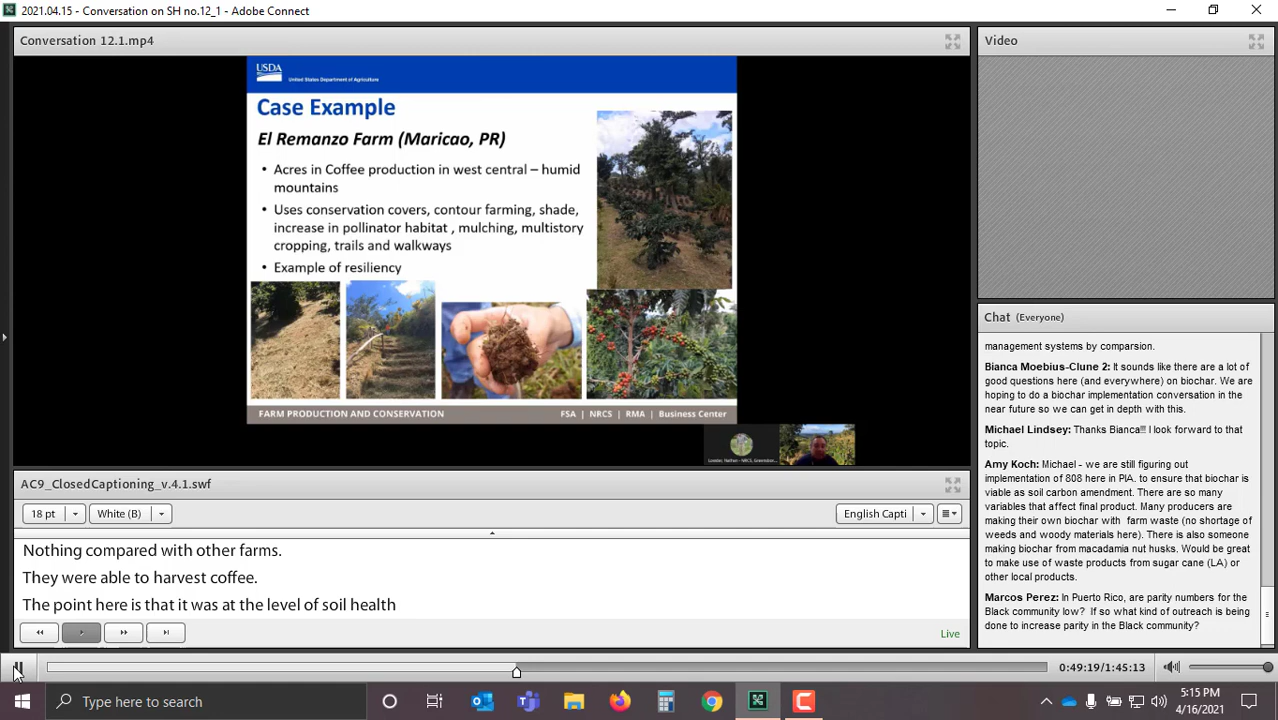 2021.04.15 - Conversation on SH no.12_1 - Adobe Connect
Conversation 12.1.mp4
USDA
United States Department of Agriculture
Case Example
El Remanzo Farm (Maricao, PR)
• Acres in Coffee production in west central – humid
mountains
• Uses conservation covers, contour farming, shade,
increase in pollinator habitat , mulching, multistory
cropping, trails and walkways
• Example of resiliency
FARM PRODUCTION AND CONSERVATION
FSA | NRCS | RMA | Business Center
AC9_ClosedCaptioning_v.4.1.swf
18 pt
White (B)
English Capti
Nothing compared with other farms.
They were able to harvest coffee.
The point here is that it was at the level of soil health
Live
Video
Chat (Everyone)
management systems by comparsion.
Bianca Moebius-Clune 2: It sounds like there are a lot of
good questions here (and everywhere) on biochar. We are
hoping to do a biochar implementation conversation in the
near future so we can get in depth with this.
Michael Lindsey: Thanks Bianca!!! I look forward to that
topic.
Amy Koch: Michael - we are still figuring out
implementation of 808 here in PIA. to ensure that biochar is
viable as soil carbon amendment. There are so many
variables that affect final product. Many producers are
making their own biochar with farm waste (no shortage of
weeds and woody materials here). There is also someone
making biochar from macadamia nut husks. Would be great
to make use of waste products from sugar cane (LA) or
other local products.
Marcos Perez: In Puerto Rico, are parity numbers for the
Black community low? If so what kind of outreach is being
done to increase parity in the Black community?
0:49:19/1:45:13
Type here to search
5:15 PM
4/16/2021